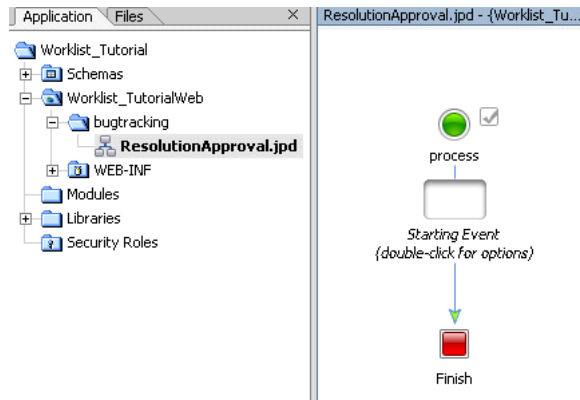 Application
Files
×
Worklist_Tutorial
Schemas
Worklist_TutorialWeb
bugtracking
ResolutionApproval.jpd
WEB-INF
Modules
Libraries
Security Roles
ResolutionApproval.jpd - {Worklist_Tu...
process
Starting Event
(double-click for options)
Finish